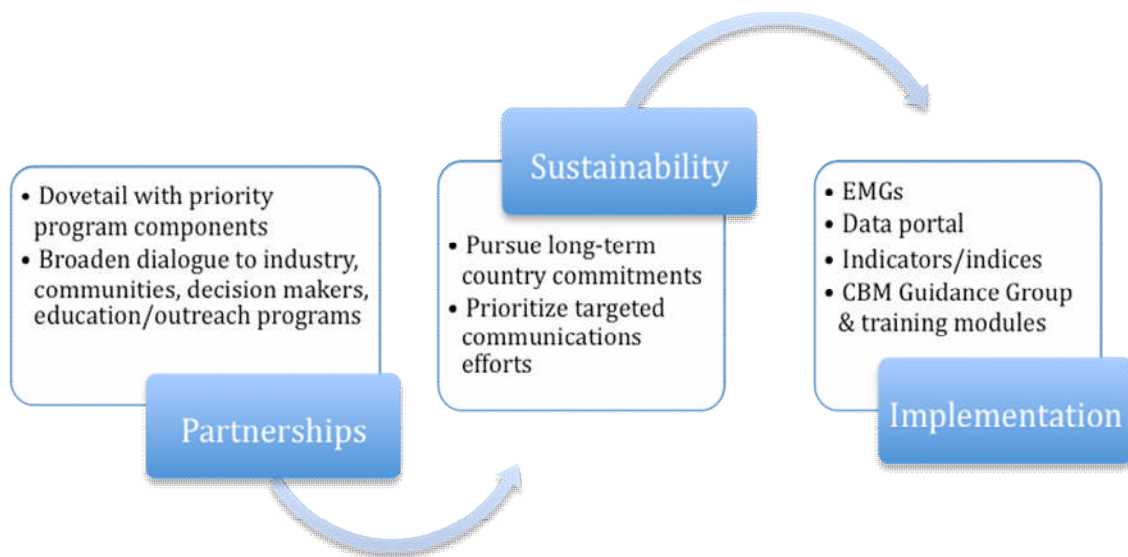 • Dovetail with priority
program components
• Broaden dialogue to industry,
communities, decision makers,
education/outreach programs
Partnerships
Sustainability
• Pursue long-term
country commitments
• Prioritize targeted
communications
efforts
• EMGs
• Data portal
• Indicators/indices
• CBM Guidance Group
& training modules
Implementation